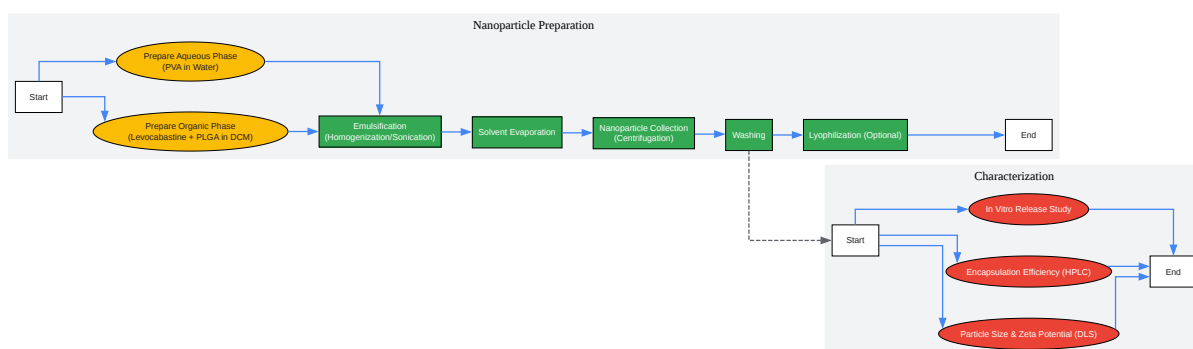 Nanoparticle Preparation
Start
Prepare Aqueous Phase
(PVA in Water)
Prepare Organic Phase
(Levocabastine + PLGA in DCM)
Emulsification
(Homogenization/Sonication)
Solvent Evaporation
Nanoparticle Collection
(Centrifugation)
Washing
Lyophilization (Optional)
End
Characterization
Start
In Vitro Release Study
Encapsulation Efficiency (HPLC)
Particle Size & Zeta Potential (DLS)
End